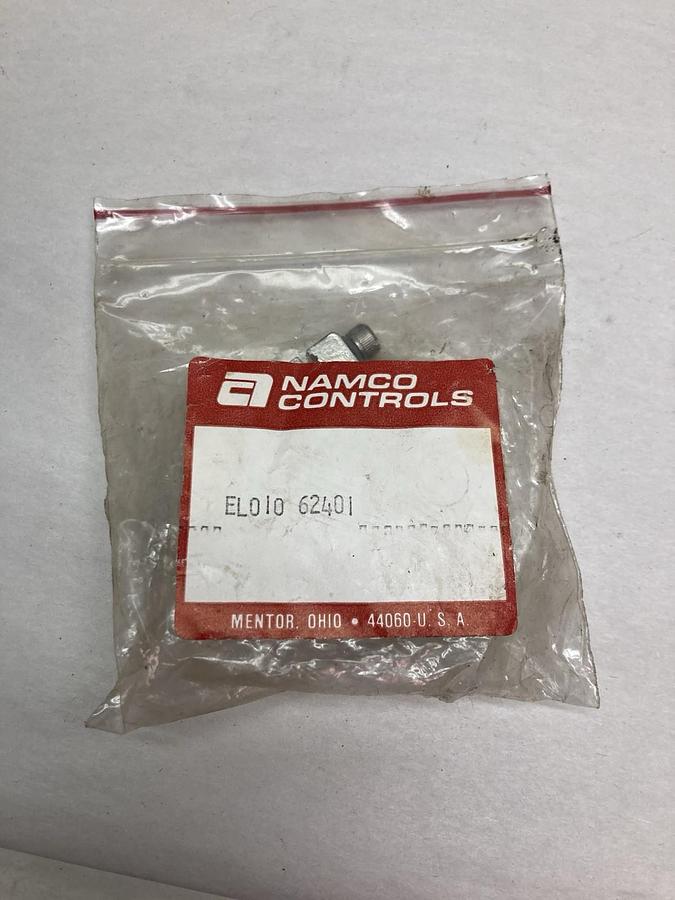 NAMCO
CONTROLS
EL010 62401
MENTOR, OHIO • 44060-U.S.A.